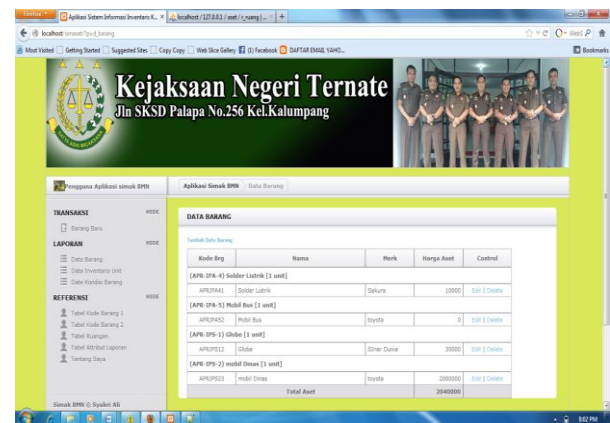 Firefox
Aplikasi Sistem Informasi Inventaris K...
localhost / 127.0.0.1 / aset / r_ruang | ...
localhost/simaset/?p=d_barang
Most Visited
Getting Started
Suggested Sites
Copy Copy
Web Slice Gallery
(1) Facebook
DAFTAR EMAIL YAHO...
Bookmarks
Kejaksaan Negeri Ternate
Jln SKSD Palapa No.256 Kel.Kalumpang
Pengguna Aplikasi simak BMN
Aplikasi Simak BMN
Data Barang
TRANSAKSI
HIDE
Barang Baru
LAPORAN
HIDE
Data Barang
Data Inventaris Unit
Data Kondisi Barang
REFERENSI
HIDE
Tabel Kode Barang 1
Tabel Kode Barang 2
Tabel Ruangan
Tabel Attribut Laporan
Tentang Saya
Simak BMN © Syukri Ali
DATA BARANG
Tambah Data Barang
Kode Brg Nama Merk Harga Aset Control
(APR-IPA-4) Solder Listrik [1 unit]
APRIPA41 Solder Listrik Sakura 10000 Edit | Delete
(APR-IPA-5) Mobil Bus [1 unit]
APRIPA52 Mobil Bus toyota 0 Edit | Delete
(APR-IPS-1) Globe [1 unit]
APRIPS12 Globe Sinar Dunia 30000 Edit | Delete
(APR-IPS-2) mobil Dinas [1 unit]
APRIPS23 mobil Dinas toyota 2000000 Edit | Delete
Total Aset 2040000
8:02 PM